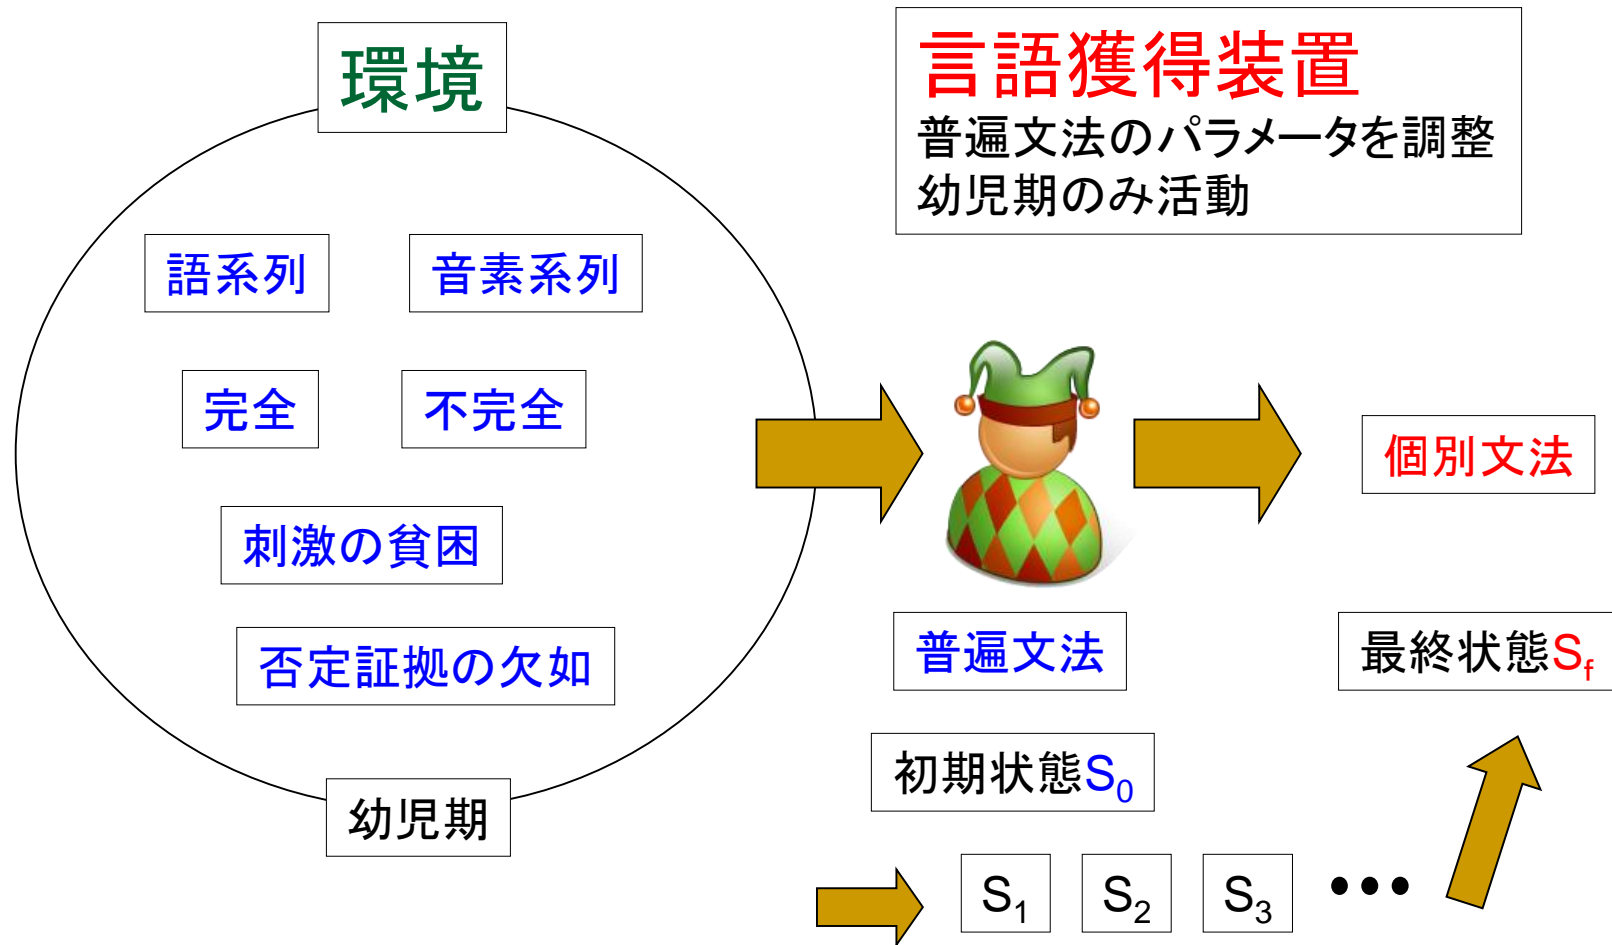 環境
言語獲得装置
普遍文法のパラメータを調整
幼児期のみ活動
語系列
音素系列
完全
不完全
刺激の貧困
否定証拠の欠如
幼児期
個別文法
普遍文法
最終状態Sf
初期状態S0
S1
S2
S3
•••